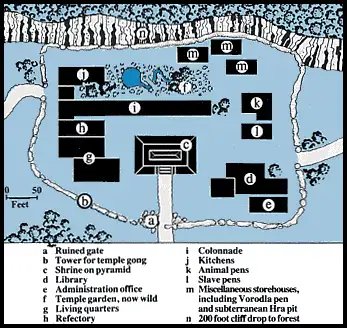 n
m
m
m
j
f
k
i
l
h
c
g
d
e
b
a
0 50
Feet
a Ruined gate
b Tower for temple gong
c Shrine on pyramid
d Library
e Administration office
f Temple garden, now wild
g Living quarters
h Refectory
i Colonnade
j Kitchens
k Animal pens
l Slave pens
m Miscellaneous storehouses,
including Vorodla pen
and subterranean Hra pit
n 200 foot cliff drop to forest